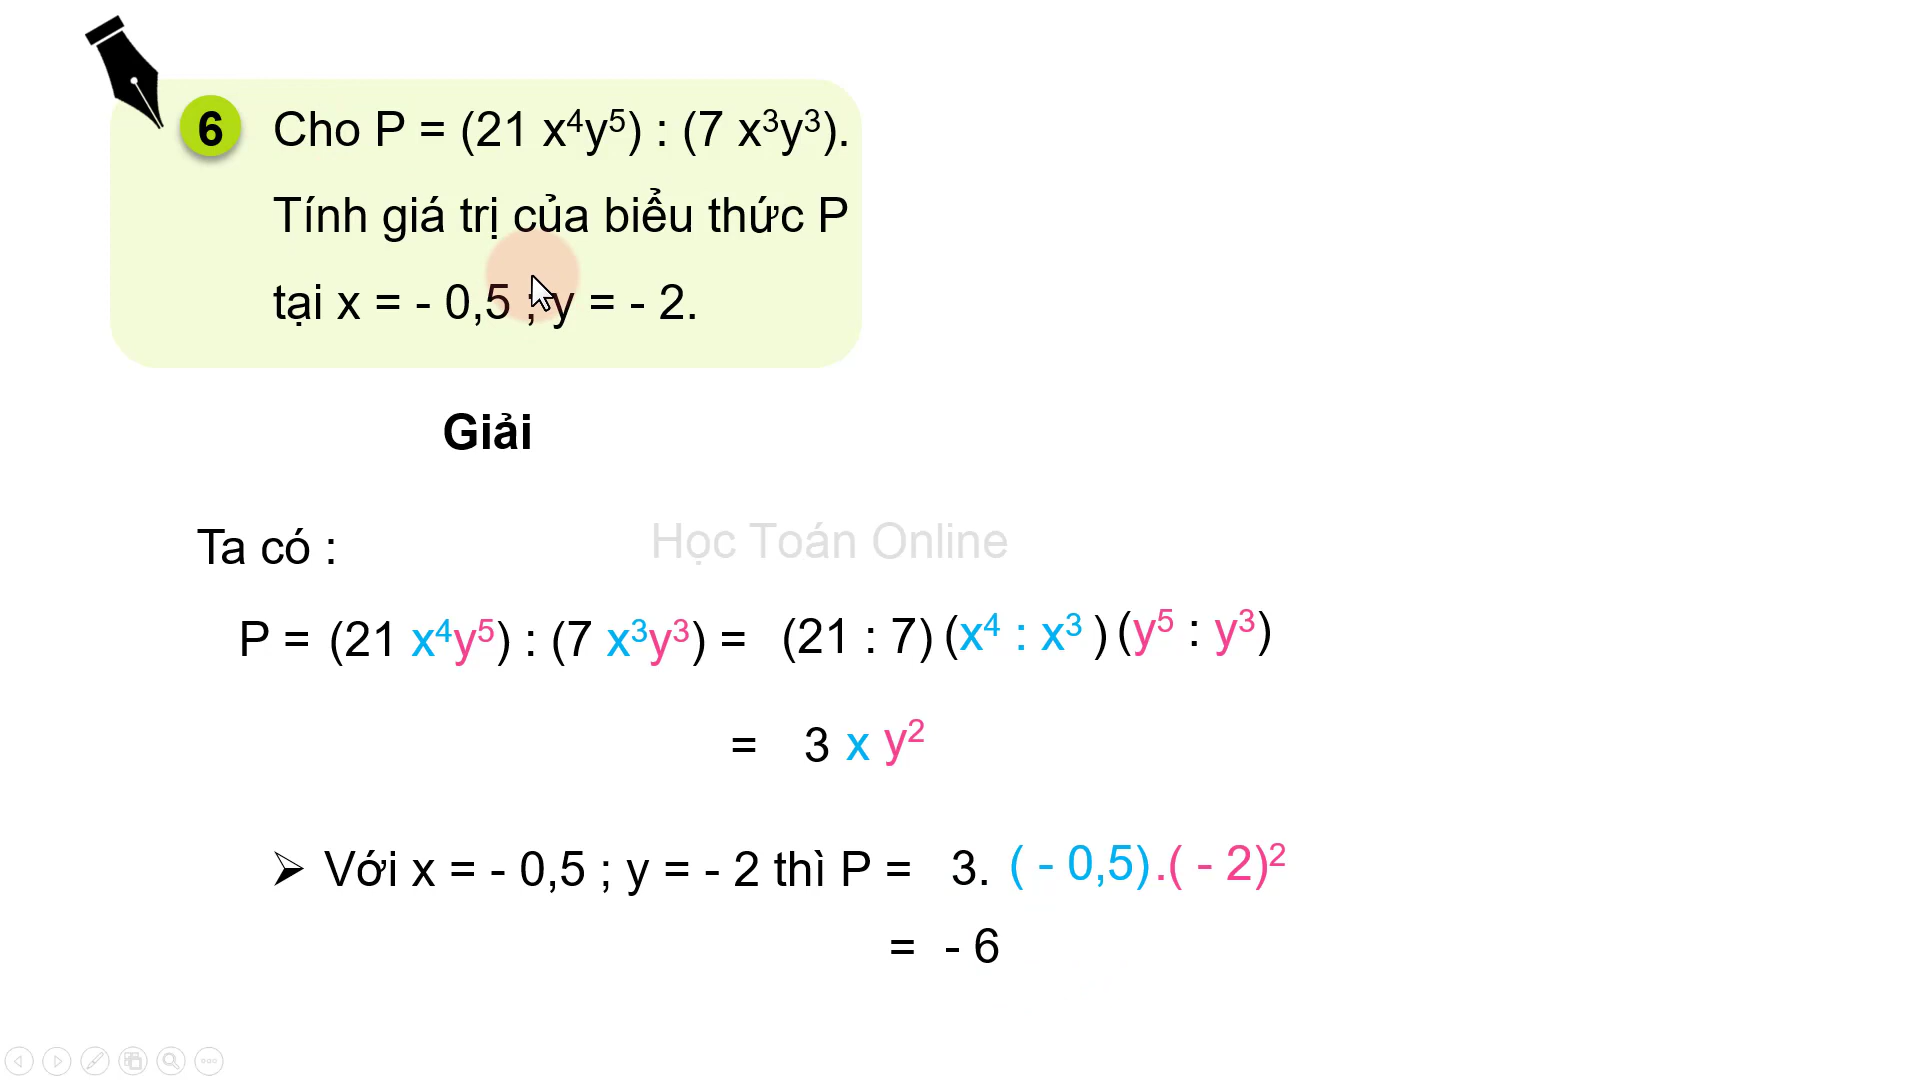 6 Cho P = (21 x⁴y⁵) : (7 x³y³).
Tính giá trị của biểu thức P
tại x = - 0,5 ; y = - 2.
Giải
Ta có :
Học Toán Online
P = (21 x⁴y⁵) : (7 x³y³) = (21 : 7) (x⁴ : x³ ) (y⁵ : y³)
= 3 x y²
➢ Với x = - 0,5 ; y = - 2 thì P = 3. ( - 0,5) .( - 2)²
= - 6